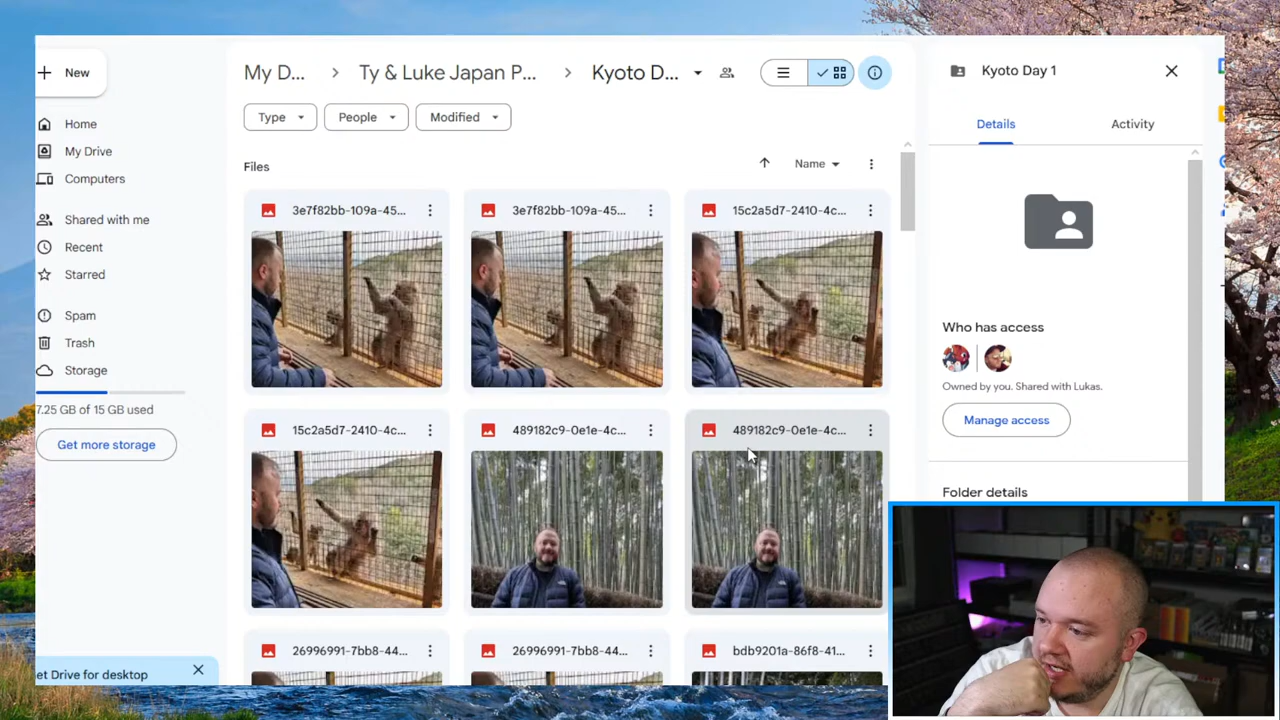 New
Home
My Drive
Computers
Shared with me
Recent
Starred
Spam
Trash
Storage
7.25 GB of 15 GB used
Get more storage
et Drive for desktop
My D... > Ty & Luke Japan P... > Kyoto D...
Type
People
Modified
Files
Name
3e7f82bb-109a-45...
3e7f82bb-109a-45...
15c2a5d7-2410-4c...
15c2a5d7-2410-4c...
489182c9-0e1e-4c...
489182c9-0e1e-4c...
26996991-7bb8-44...
26996991-7bb8-44...
bdb9201a-86f8-41...
Kyoto Day 1
Details
Activity
Who has access
Owned by you. Shared with Lukas.
Manage access
Folder details